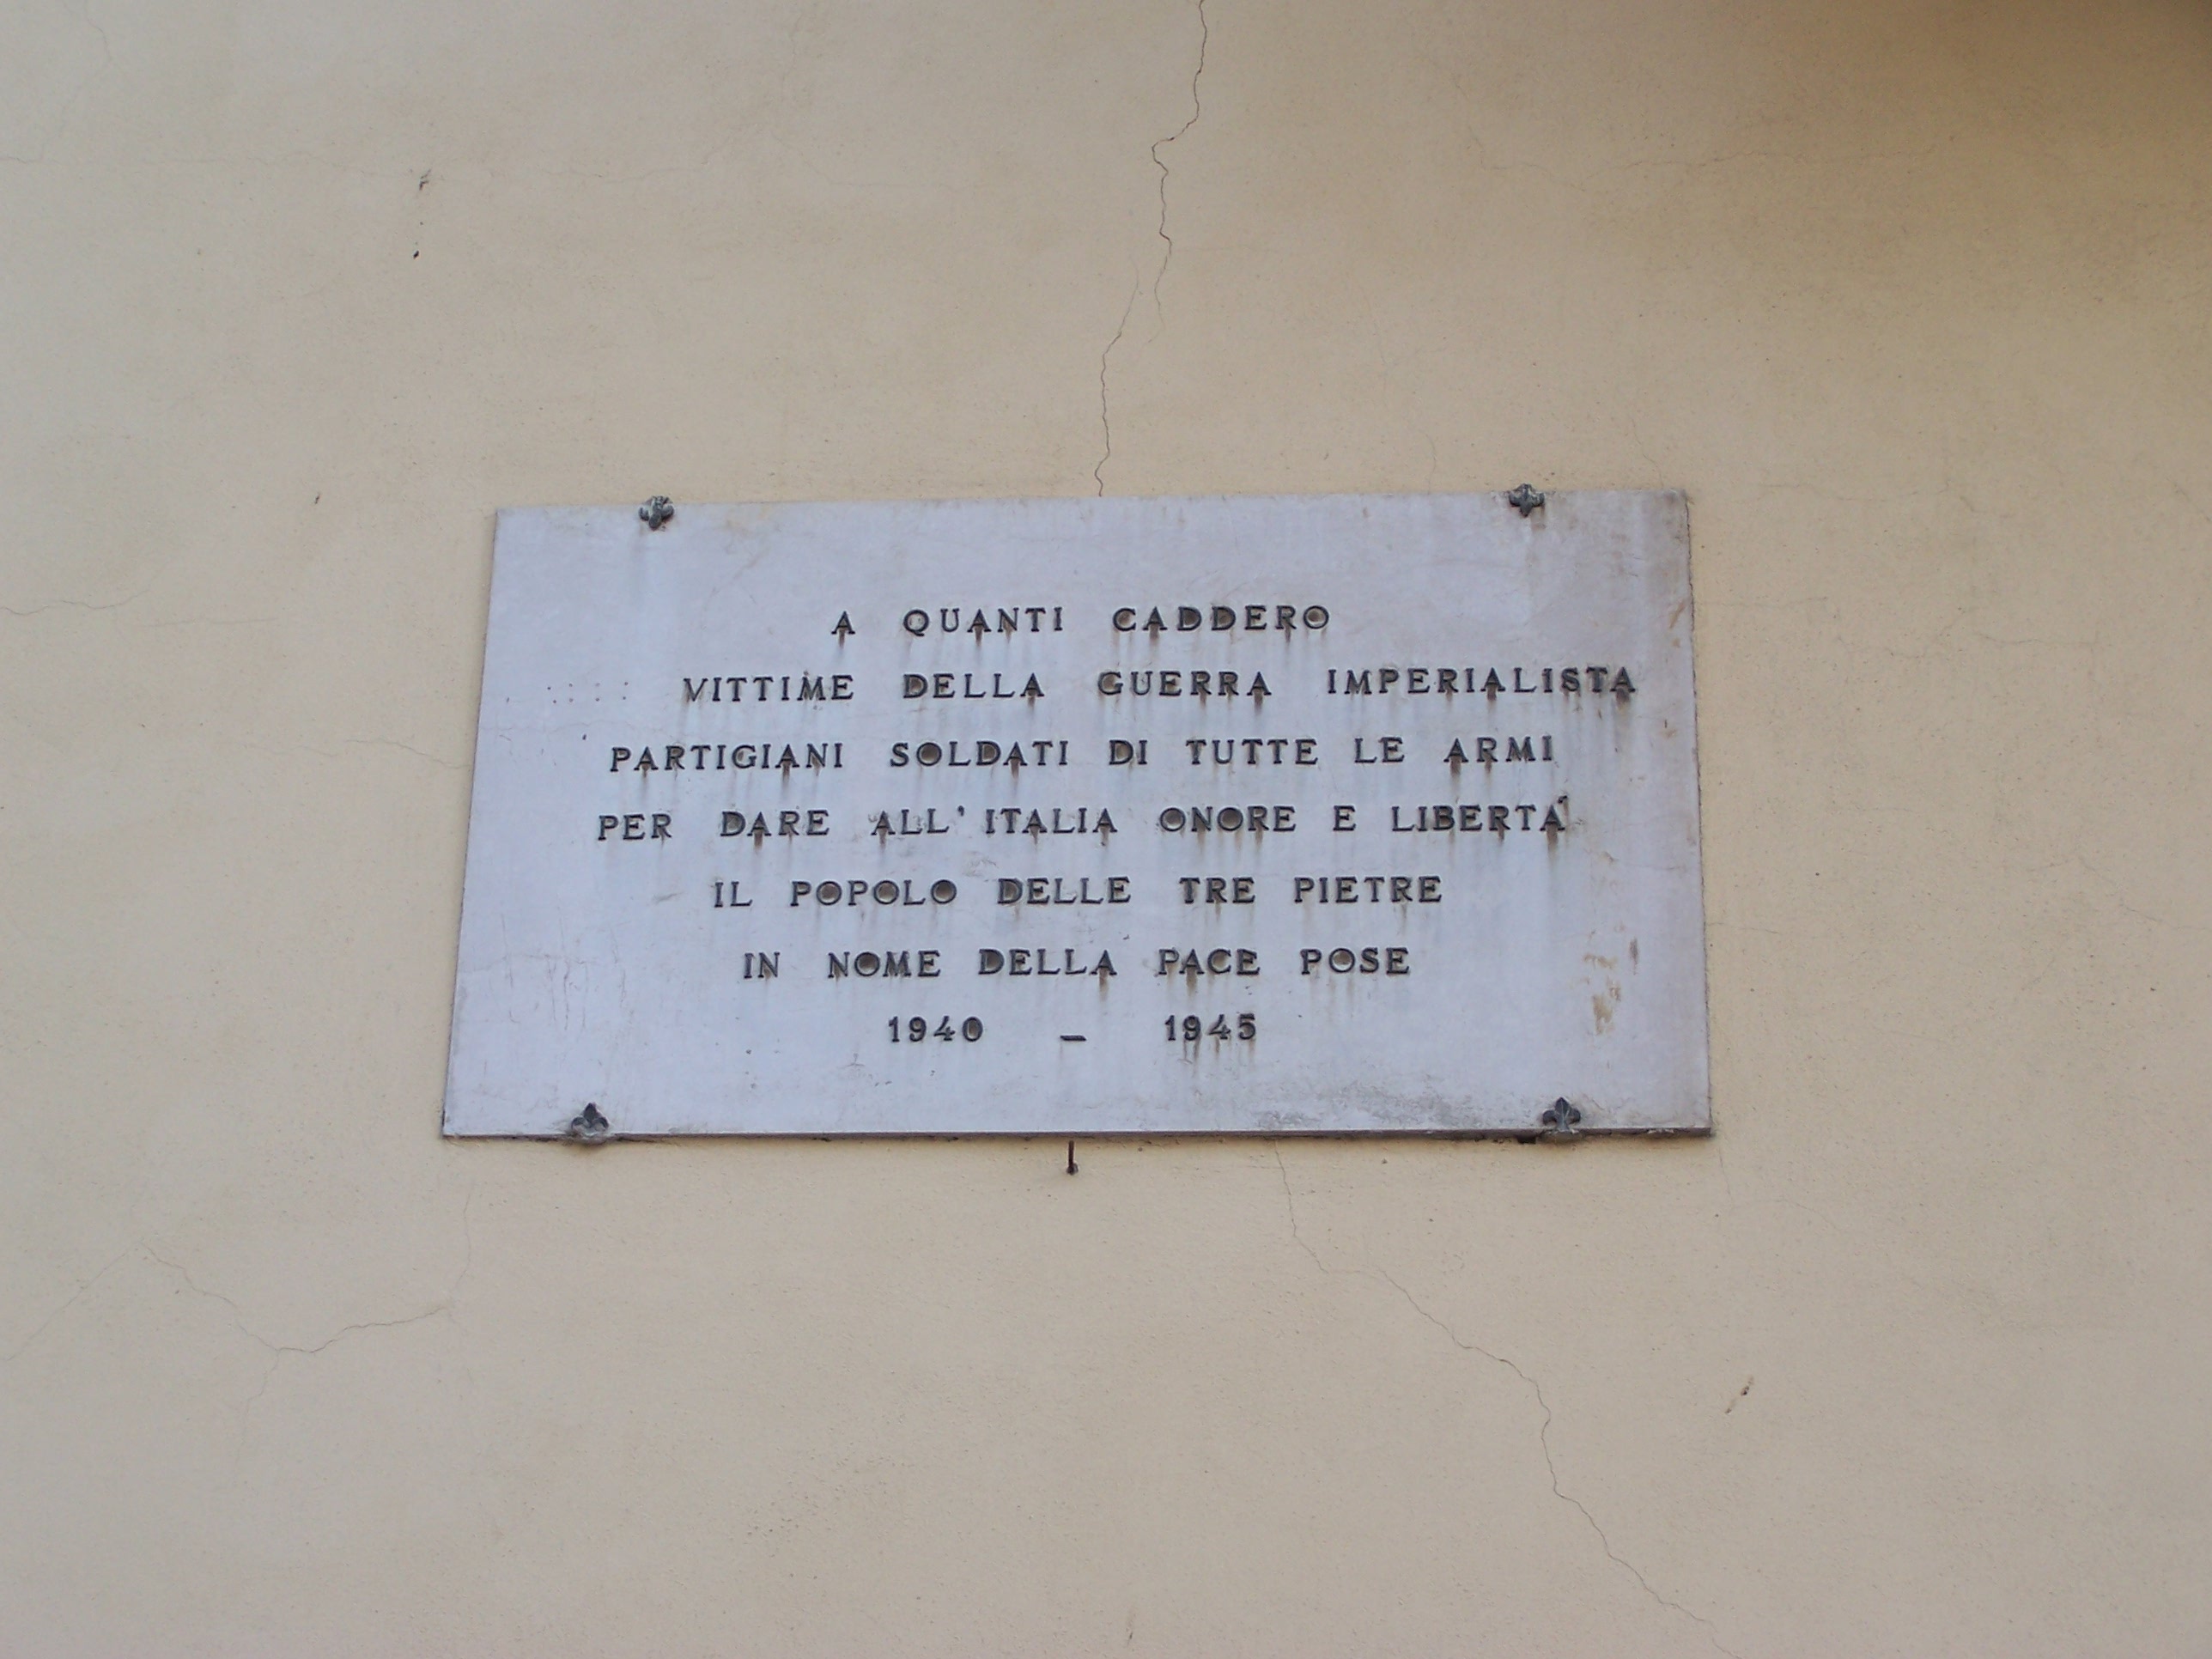 A QUANTI CADDERO
VITTIME DELLA GUERRA IMPERIALISTA
PARTIGIANI SOLDATI DI TUTTE LE ARMI
PER DARE ALL'ITALIA ONORE E LIBERTA'
IL POPOLO DELLE TRE PIETRE
IN NOME DELLA PACE POSE
1940 - 1945